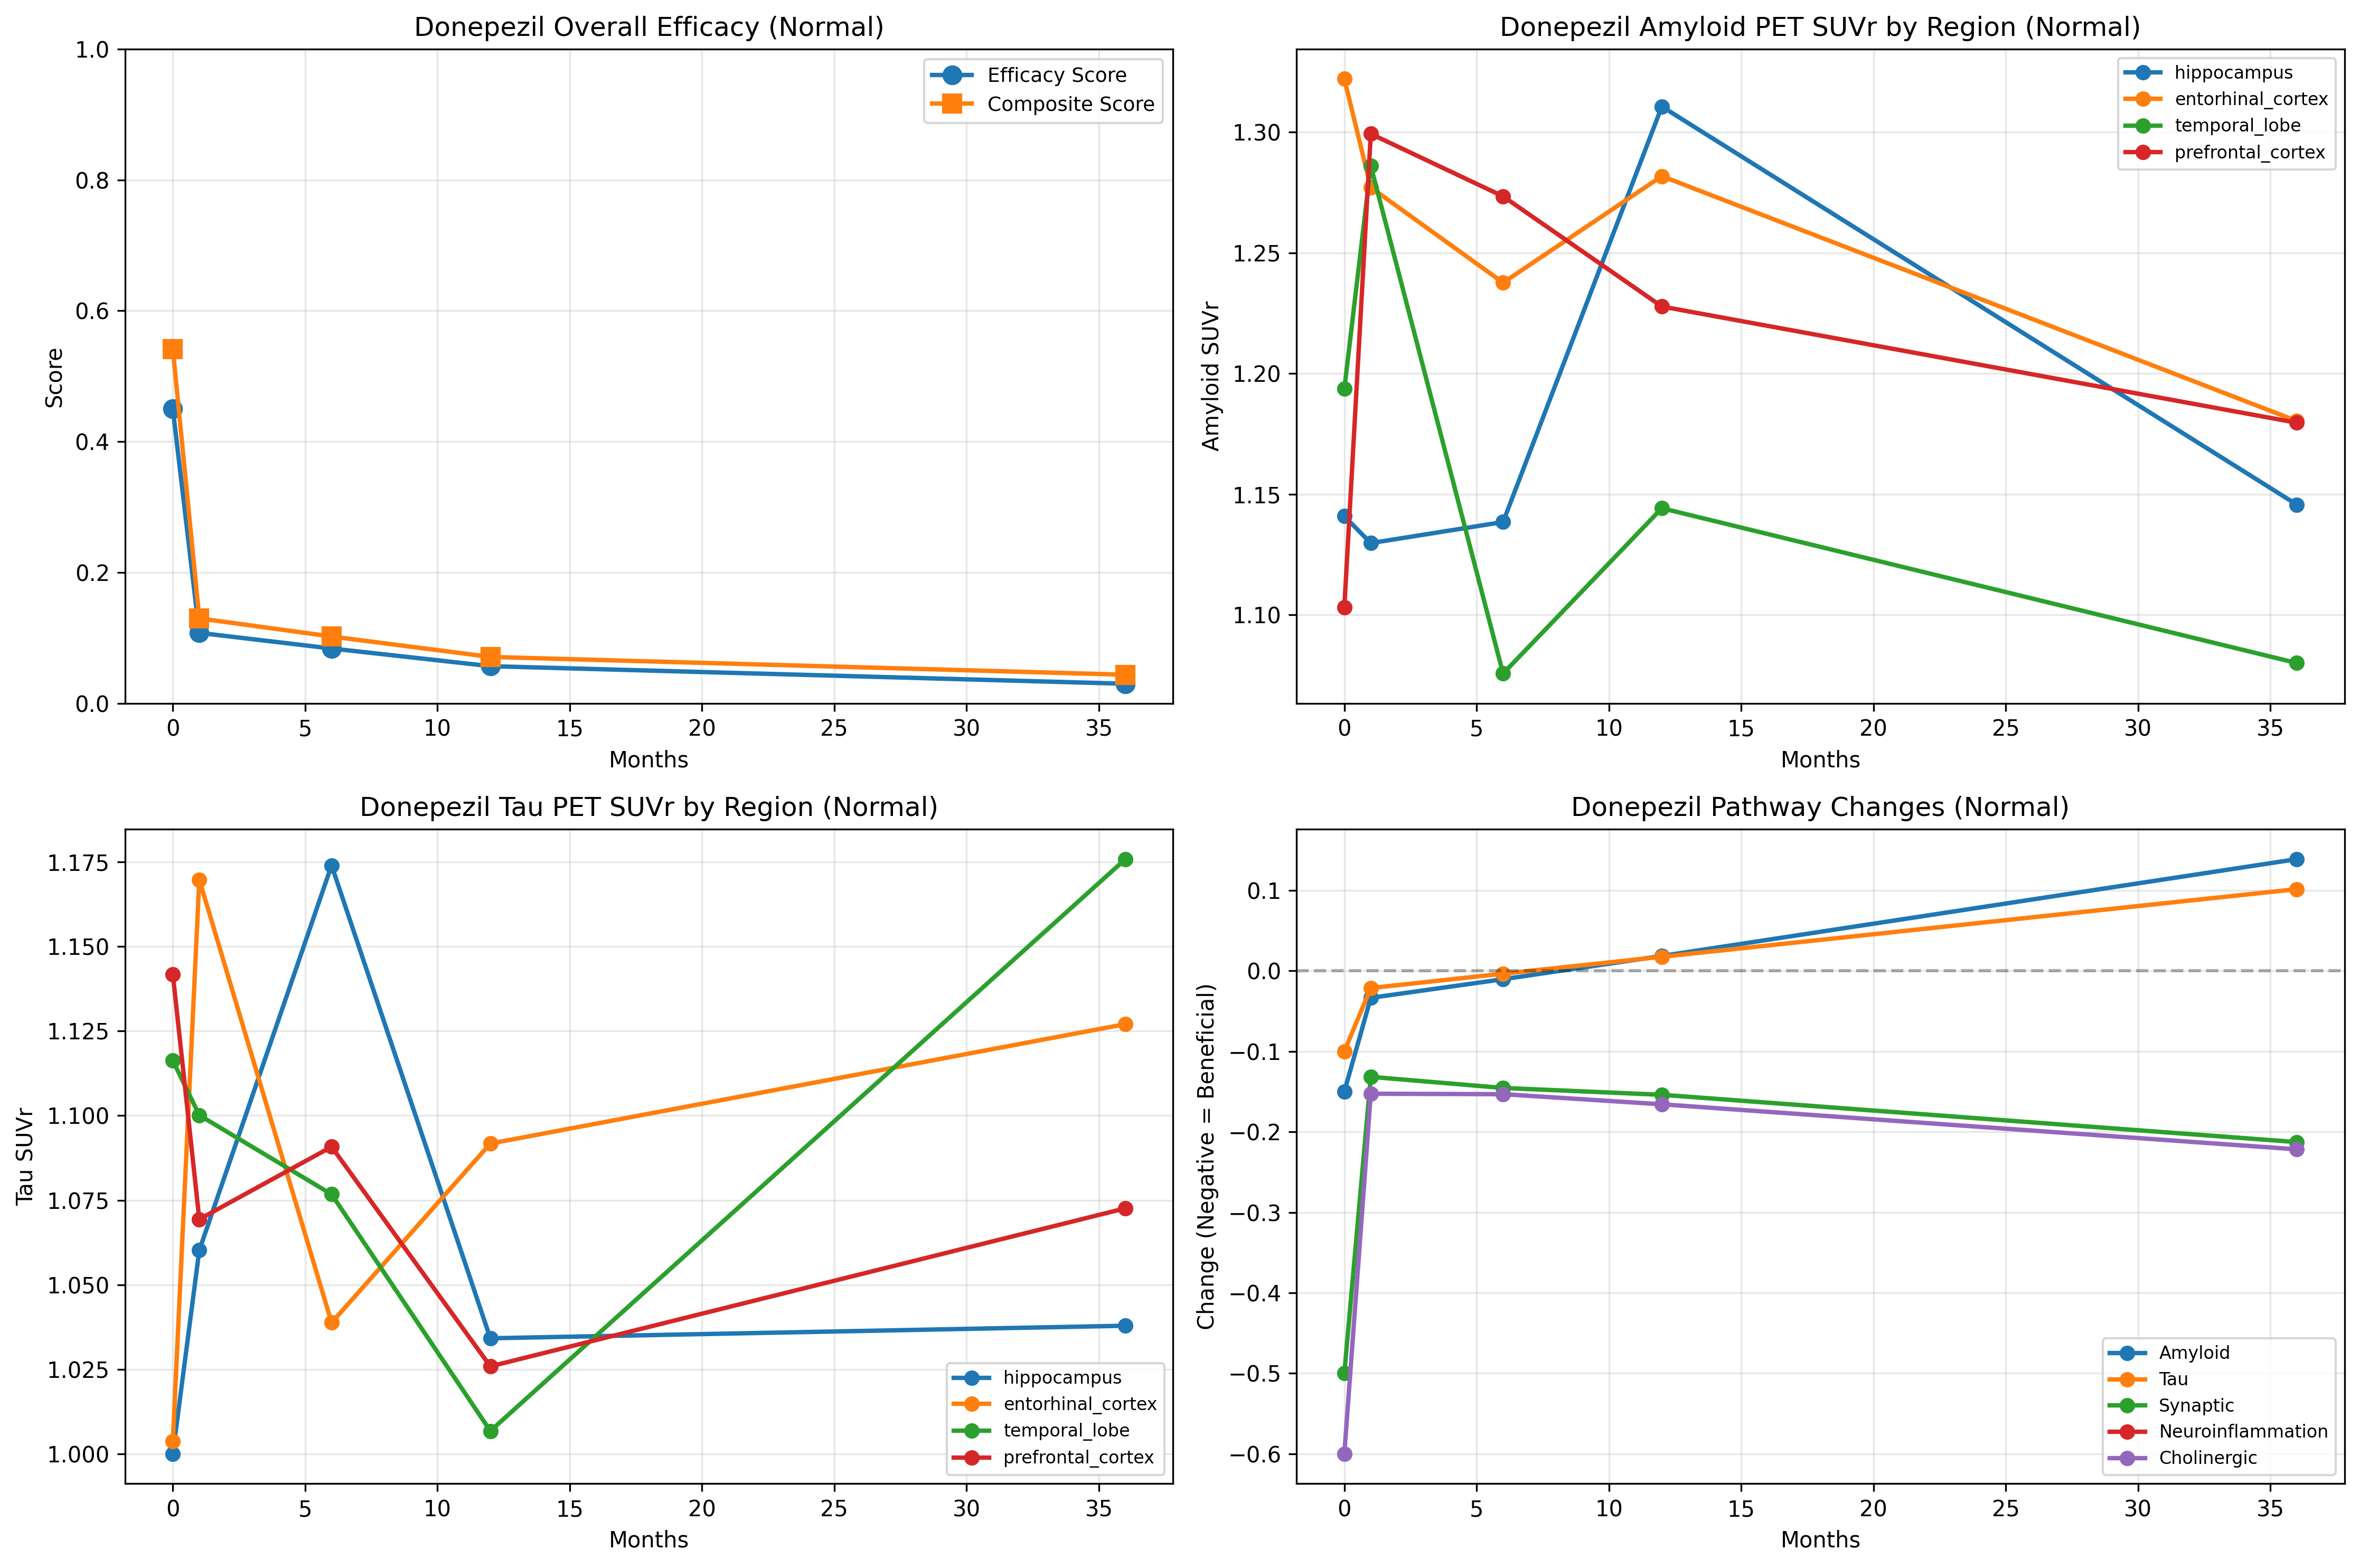 Donepezil Overall Efficacy (Normal)
1.0
0.8
0.6
0.4
0.2
0.0
Score
0 5 10 15 20 25 30 35
Months
Efficacy Score
Composite Score
Donepezil Amyloid PET SUVr by Region (Normal)
1.30
1.25
1.20
1.15
1.10
Amyloid SUVr
0 5 10 15 20 25 30 35
Months
hippocampus
entorhinal_cortex
temporal_lobe
prefrontal_cortex
Donepezil Tau PET SUVr by Region (Normal)
1.175
1.150
1.125
1.100
1.075
1.050
1.025
1.000
Tau SUVr
0 5 10 15 20 25 30 35
Months
hippocampus
entorhinal_cortex
temporal_lobe
prefrontal_cortex
Donepezil Pathway Changes (Normal)
0.1
0.0
−0.1
−0.2
−0.3
−0.4
−0.5
−0.6
Change (Negative = Beneficial)
0 5 10 15 20 25 30 35
Months
Amyloid
Tau
Synaptic
Neuroinflammation
Cholinergic